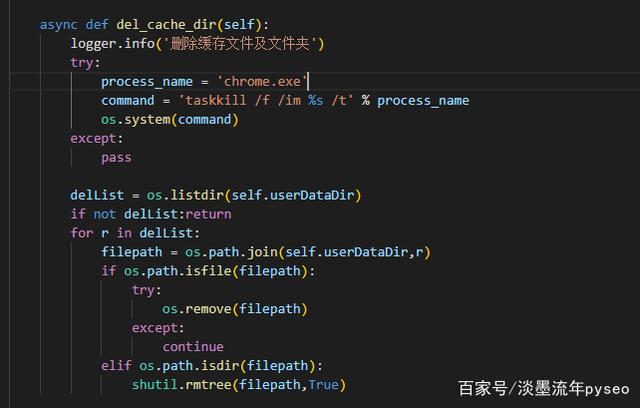 async def del_cache_dir(self):
    logger.info('删除缓存文件及文件夹')
    try:
        process_name = 'chrome.exe'
        command = 'taskkill /f /im %s /t' % process_name
        os.system(command)
    except:
        pass

    delList = os.listdir(self.userDataDir)
    if not delList:return
    for r in delList:
        filepath = os.path.join(self.userDataDir,r)
        if os.path.isfile(filepath):
            try:
                os.remove(filepath)
            except:
                continue
        elif os.path.isdir(filepath):
            shutil.rmtree(filepath,True)
百家号/淡墨流年pyseo